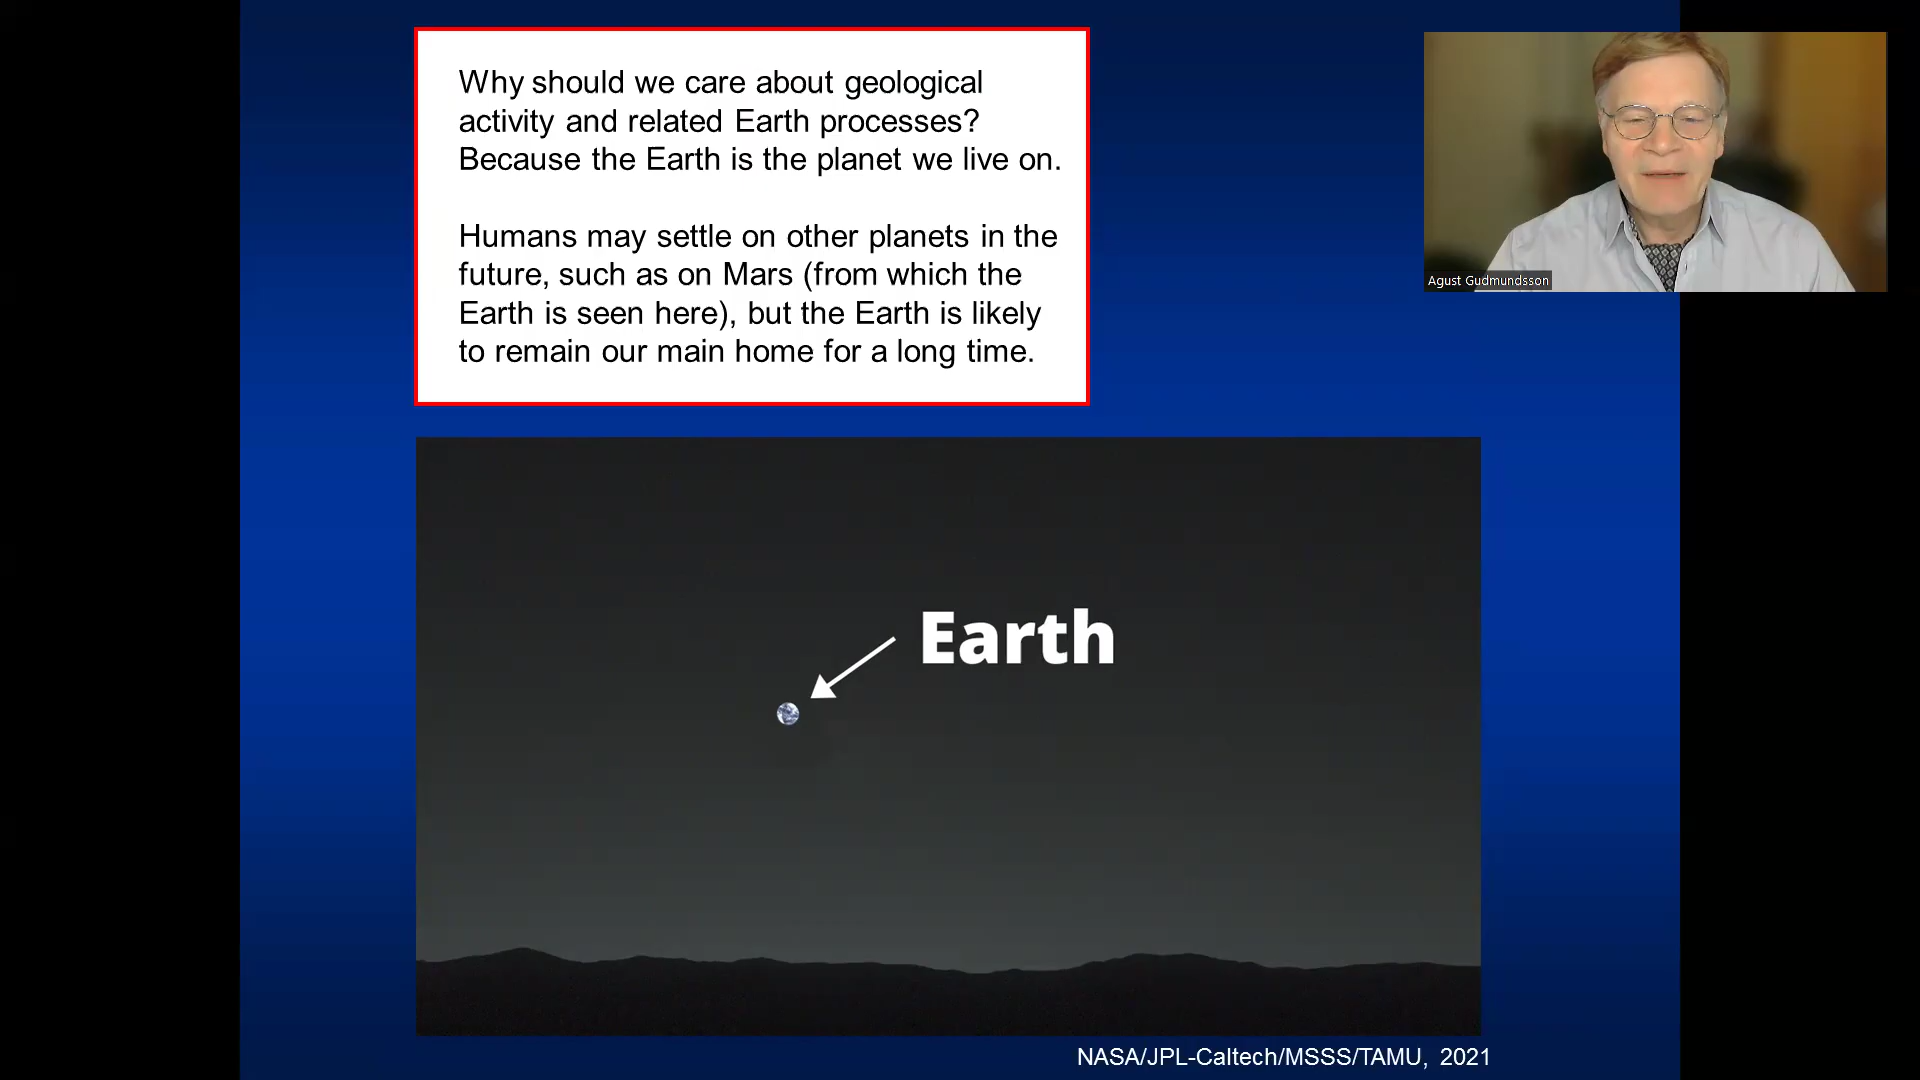 Why should we care about geological
activity and related Earth processes?
Because the Earth is the planet we live on.
Humans may settle on other planets in the
future, such as on Mars (from which the
Earth is seen here), but the Earth is likely
to remain our main home for a long time.
Agust Gudmundsson
Earth
NASA/JPL-Caltech/MSSS/TAMU, 2021